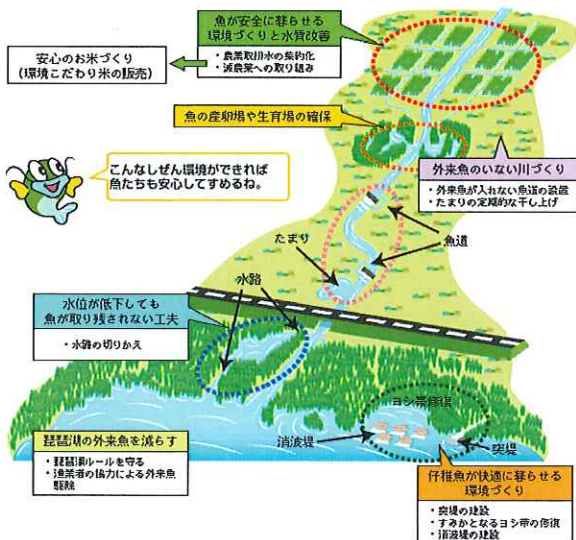 魚が安全に暮らせる
環境づくりと水質改善
・農業取排水の集約化
・減農薬への取り組み
安心のお米づくり
(環境こだわり米の販売)
魚の産卵場や生育場の確保
こんなしぜん環境ができれば
魚たちも安心してすめるね。
外来魚のいない川づくり
・外来魚が入れない魚道の設置
・たまりの定期的な干し上げ
魚道
たまり
水路
水位が低下しても
魚が取り残されない工夫
・水路の切りかえ
ヨシ帯修復
消波堤
突堤
琵琶湖の外来魚を減らす
・琵琶湖ルールを守る
・漁業者の協力による外来魚
駆除
仔稚魚が快適に暮らせる
環境づくり
・突堤の建設
・すみかとなるヨシ帯の修復
・消波堤の建設